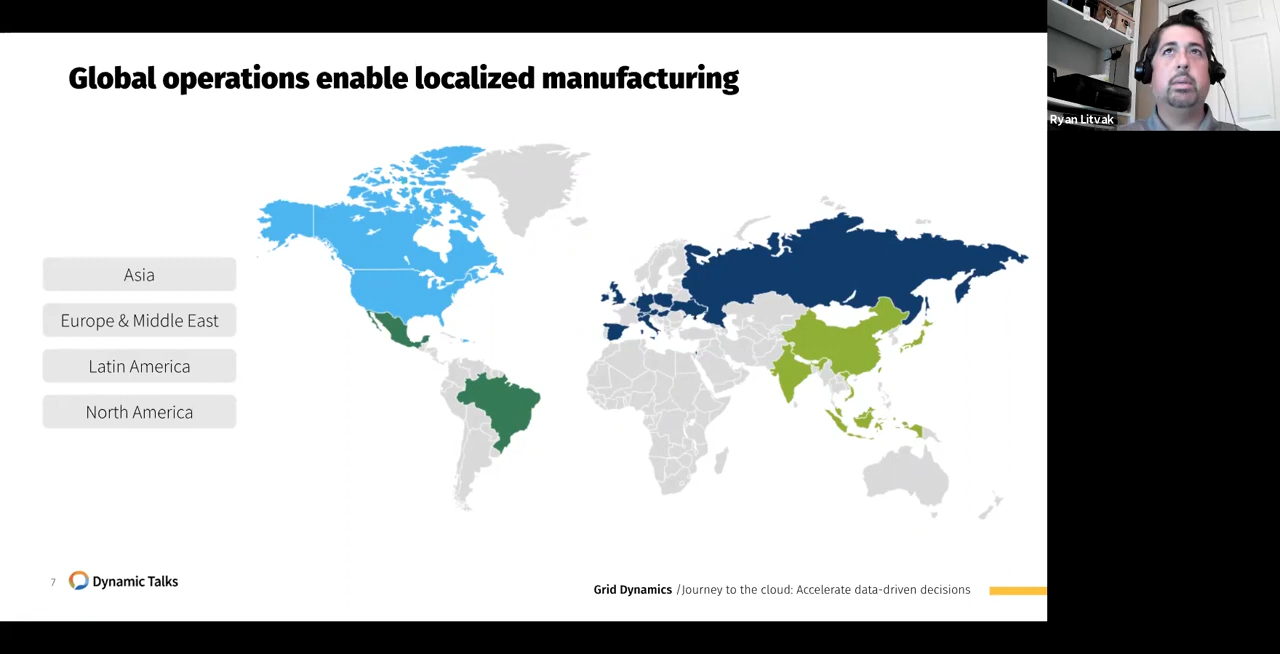 Global operations enable localized manufacturing
Ryan Litvak
Asia
Europe & Middle East
Latin America
North America
7
Dynamic Talks
Grid Dynamics / Journey to the cloud: Accelerate data-driven decisions